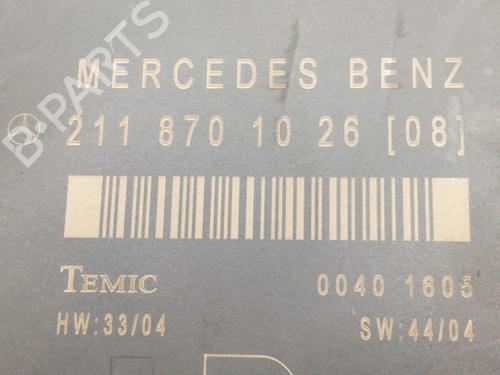 B-PARTS
MERCEDES BENZ
211 870 10 26 [08]
TEMIC 0040 1605
HW:33/04 SW:44/04